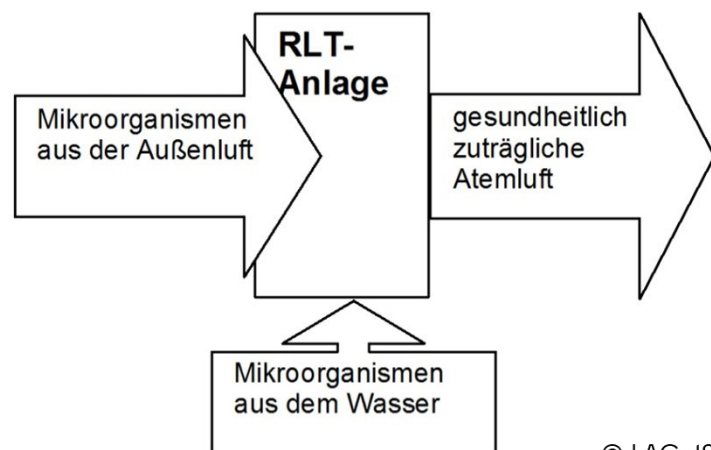 RLT-
Anlage
Mikroorganismen
aus der Außenluft
gesundheitlich
zuträgliche
Atemluft
Mikroorganismen
aus dem Wasser